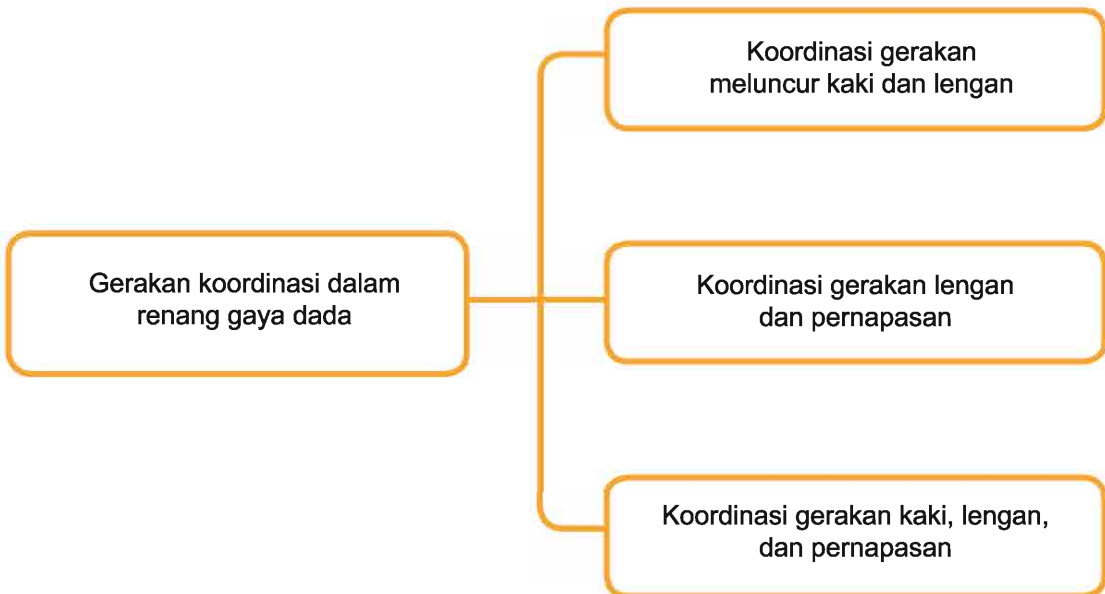 Gerakan koordinasi dalam
renang gaya dada
Koordinasi gerakan
meluncur kaki dan lengan
Koordinasi gerakan lengan
dan pernapasan
Koordinasi gerakan kaki, lengan,
dan pernapasan